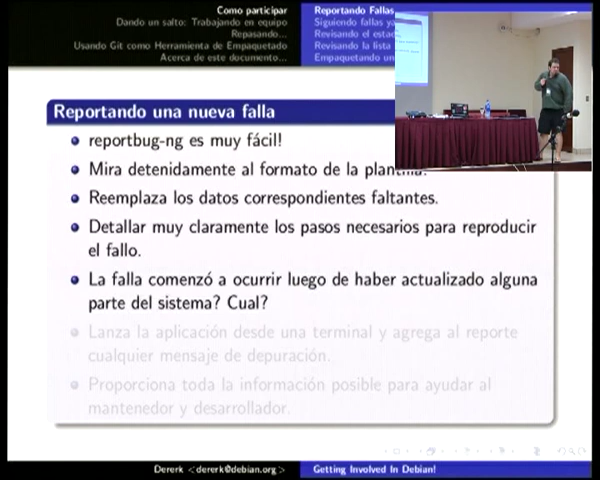 Como participar
Dando un salto: Trabajando en equipo
Repasando...
Usando Git como Herramienta de Empaquetado
Acerca de este documento...
Reportando Fallas
Siguiendo fallas
Revisando el
Revisando la lista
Empaquetando un
Reportando una nueva falla
reportbug-ng es muy fácil!
Mira detenidamente al formato de la plantilla.
Reemplaza los datos correspondientes faltantes.
Detallar muy claramente los pasos necesarios para reproducir
el fallo.
La falla comenzó a ocurrir luego de haber actualizado alguna
parte del sistema? Cual?
Lanza la aplicación desde una terminal y agrega al reporte
cualquier mensaje de depuración.
Proporciona toda la información posible para ayudar al
mantenedor y desarrollador.
Dererk <dererk@debian.org>
Getting Involved In Debian!